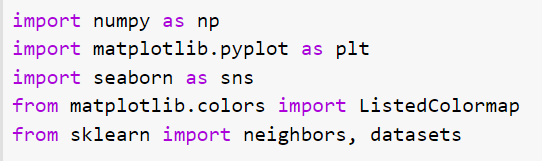 import numpy as np
import matplotlib.pyplot as plt
import seaborn as sns
from matplotlib.colors import ListedColormap
from sklearn import neighbors, datasets